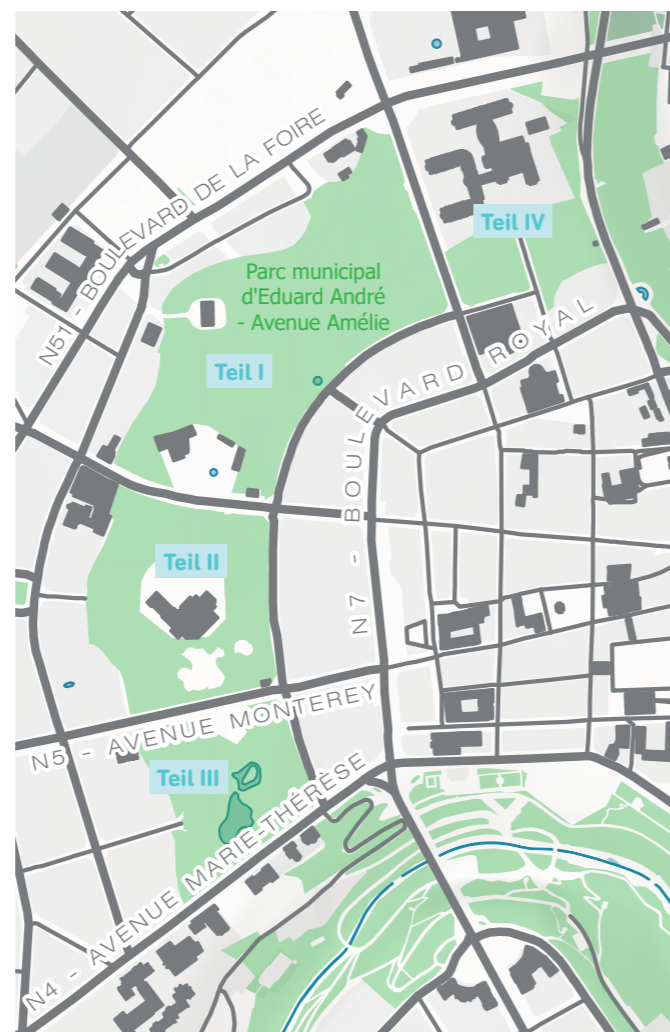 N51 - BOULEVARD DE LA FOIRE
Teil IV
Parc municipal
d'Eduard André
- Avenue Amélie
Teil I
N7 - BOULEVARD ROYAL
Teil II
N5 - AVENUE MONTEREY
Teil III
N4 - AVENUE MARIE-THÉRÈSE